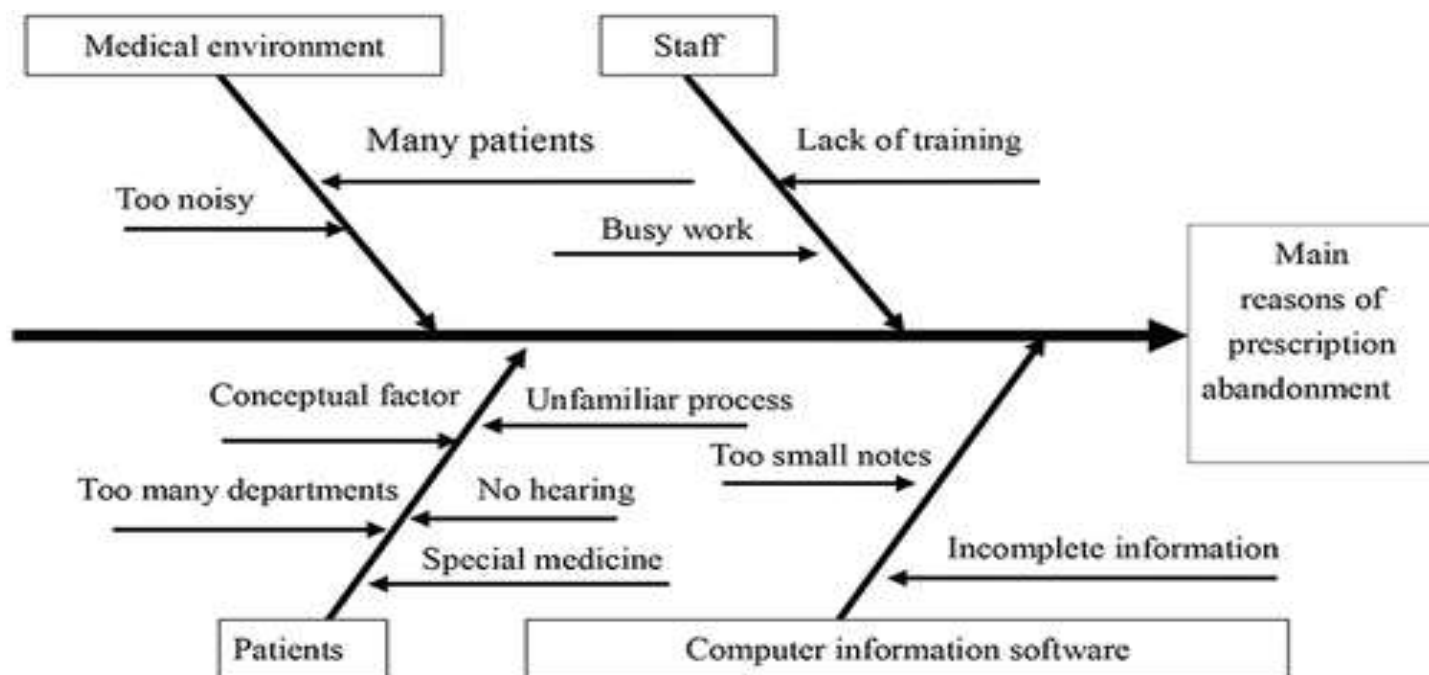 Medical environment
Staff
Many patients
Lack of training
Too noisy
Busy work
Main
reasons of
prescription
abandonment
Conceptual factor
Unfamiliar process
Too small notes
Too many departments
No hearing
Incomplete information
Special medicine
Patients
Computer information software